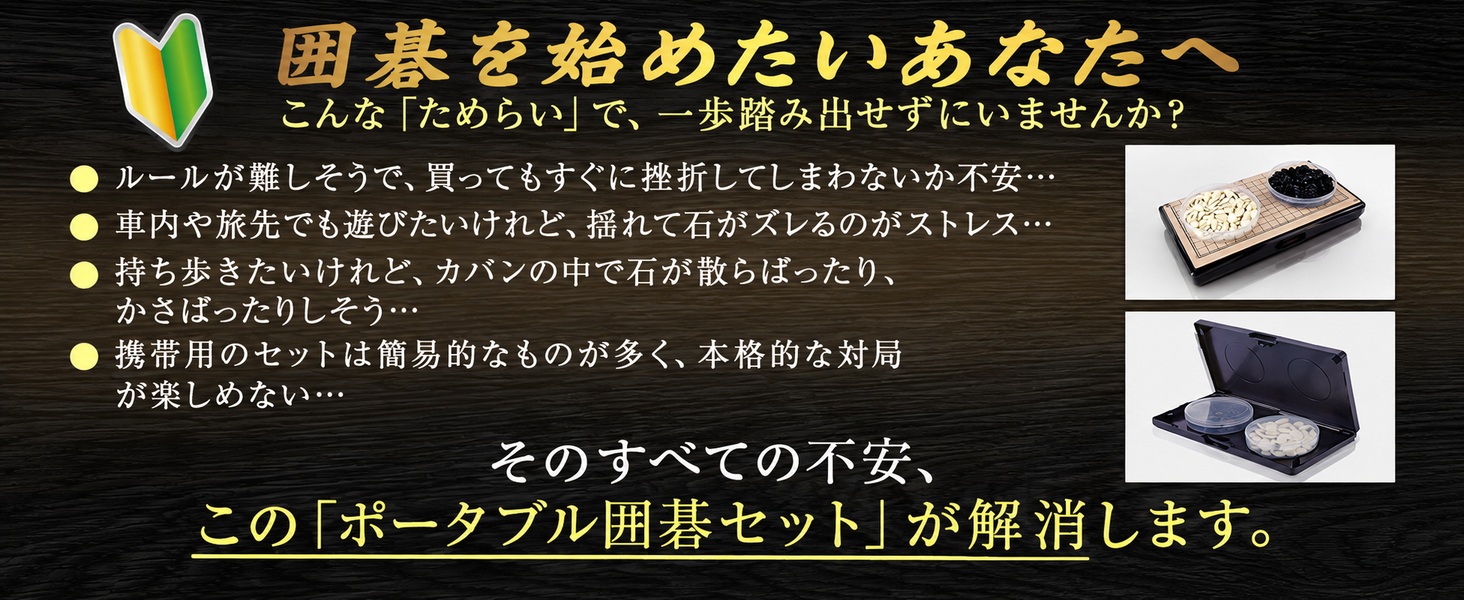 囲碁を始めたいあなたへ
こんな「ためらい」で、一歩踏み出せずにいませんか?
● ルールが難しそうで、買ってもすぐに挫折してしまわないか不安…
● 車内や旅先でも遊びたいけれど、揺れて石がズレるのがストレス…
● 持ち歩きたいけれど、カバンの中で石が散らばったり、
かさばったりしそう…
● 携帯用のセットは簡易的なものが多く、本格的な対局
が楽しめない…
そのすべての不安、
この「ポータブル囲碁セット」が解消します。